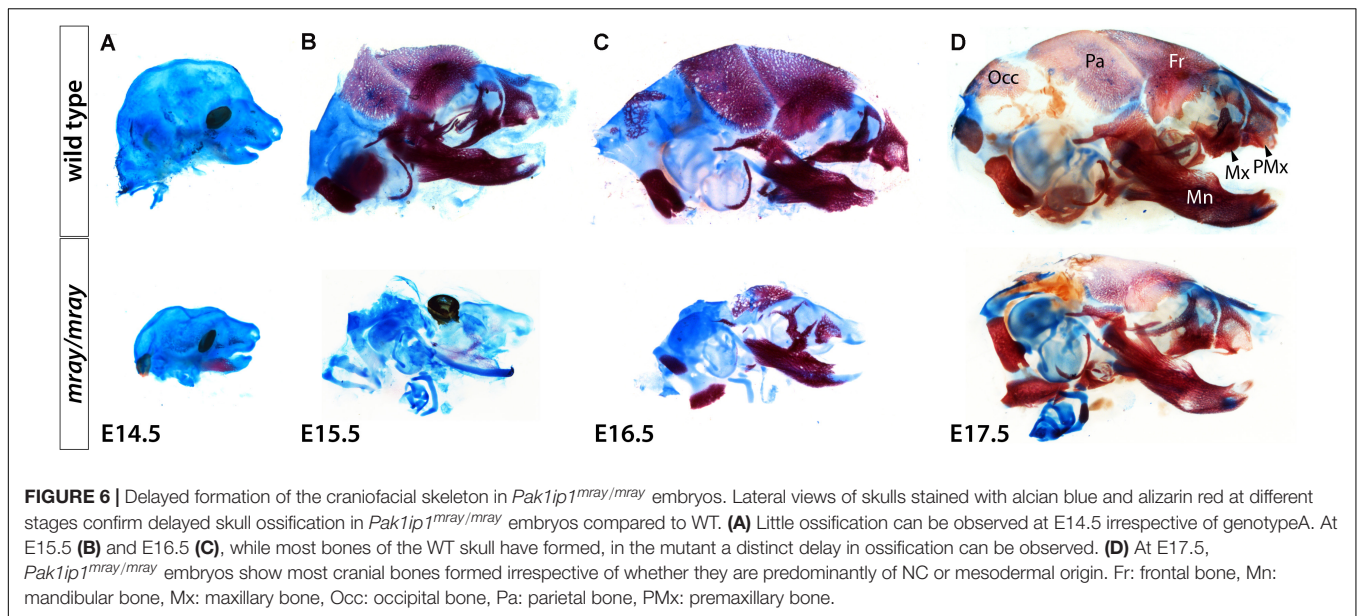 wild type
A
B
C
D
Occ
Pa
Fr
Mx
PMx
Mn
mray/mray
E14.5
E15.5
E16.5
E17.5
FIGURE 6 | Delayed formation of the craniofacial skeleton in Pak1ip1mray/mray embryos. Lateral views of skulls stained with alcian blue and alizarin red at different
stages confirm delayed skull ossification in Pak1ip1mray/mray embryos compared to WT. (A) Little ossification can be observed at E14.5 irrespective of genotypeA. At
E15.5 (B) and E16.5 (C), while most bones of the WT skull have formed, in the mutant a distinct delay in ossification can be observed. (D) At E17.5,
Pak1ip1mray/mray embryos show most cranial bones formed irrespective of whether they are predominantly of NC or mesodermal origin. Fr: frontal bone, Mn:
mandibular bone, Mx: maxillary bone, Occ: occipital bone, Pa: parietal bone, PMx: premaxillary bone.